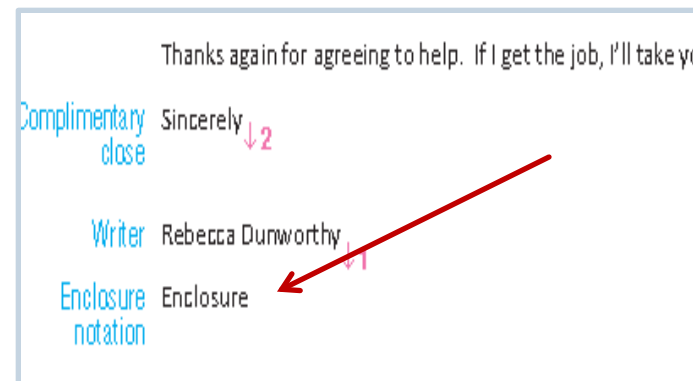 Thanks again for agreeing to help. If I get the job, I'll take
Complimentary close Sincerely ↓2
Writer Rebecca Dunworthy ↓1
Enclosure notation Enclosure